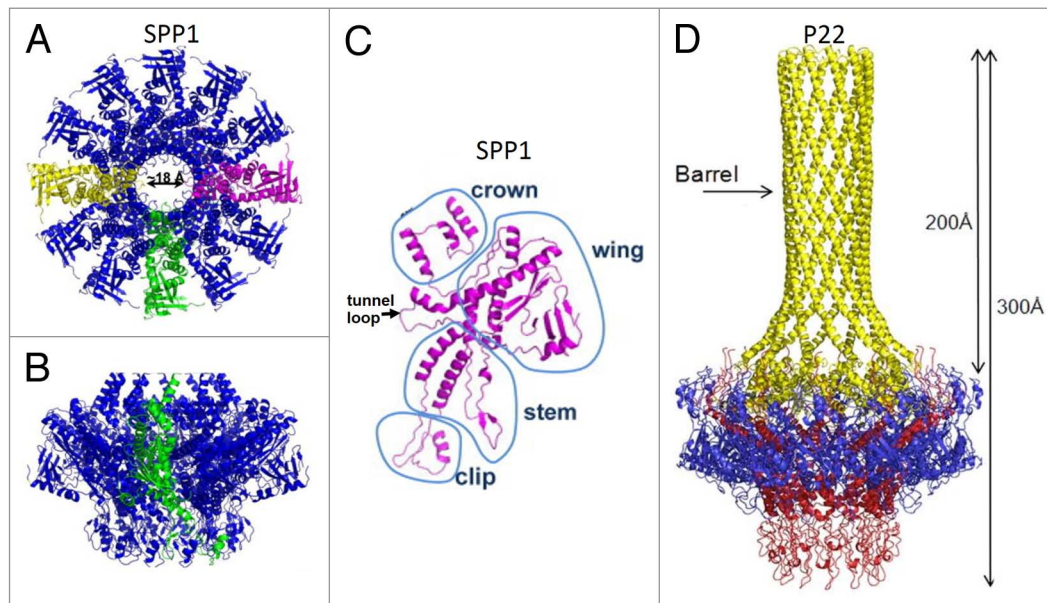 A
SPP1
~18 Å
B
C
SPP1
crown
wing
tunnel
loop
stem
clip
D
P22
Barrel
200Å
300Å